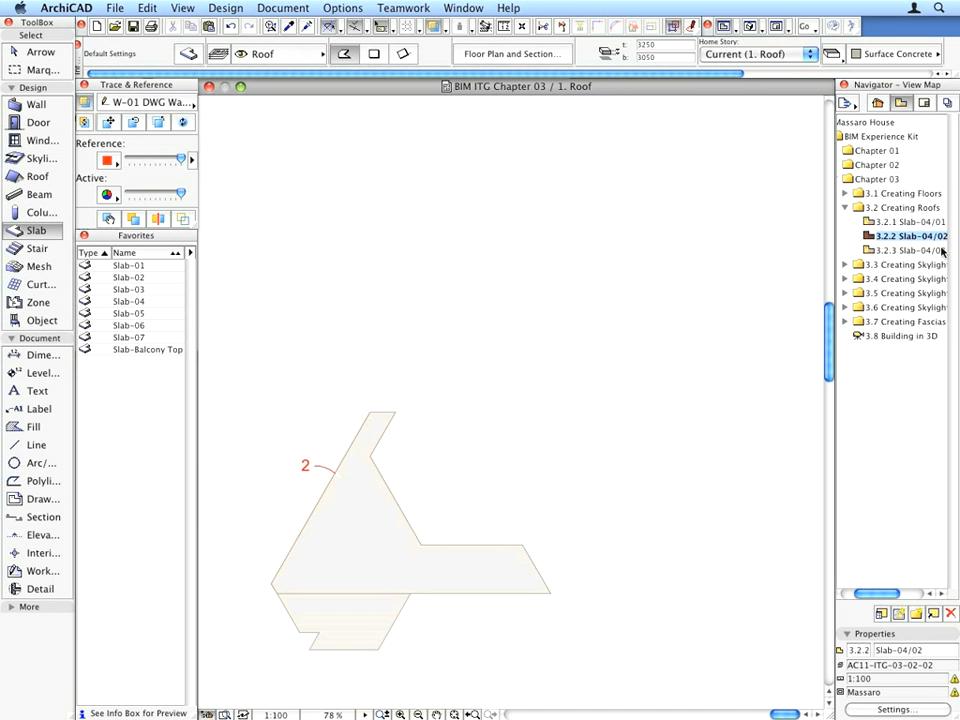 ArchiCAD File Edit View Design Document Options Teamwork Window Help
ToolBox
Select
Arrow
Marq...
Design
Wall
Door
Wind...
Skyli...
Roof
Beam
Colu...
Slab
Stair
Mesh
Curt...
Zone
Object
Document
Dime...
Level...
Text
Label
Fill
Line
Arc/...
Polyli...
Draw...
Section
Eleva...
Interi...
Work...
Detail
More
Go
Default Settings
Roof
Floor Plan and Section...
t: 3250
b: 3050
Home Story:
Current (1. Roof)
Surface Concrete
Trace & Reference
W-01 DWG Wa...
Reference:
Active:
Favorites
Type Name
Slab-01
Slab-02
Slab-03
Slab-04
Slab-05
Slab-06
Slab-07
Slab-Balcony Top
See Info Box for Preview
BIM ITG Chapter 03 / 1. Roof
2
1:100
78 %
Navigator - View Map
Massaro House
BIM Experience Kit
Chapter 01
Chapter 02
Chapter 03
3.1 Creating Floors
3.2 Creating Roofs
3.2.1 Slab-04/01
3.2.2 Slab-04/02
3.2.3 Slab-04/0
3.3 Creating Skyligh
3.4 Creating Skyligh
3.5 Creating Skyligh
3.6 Creating Skyligh
3.7 Creating Fascias
3.8 Building in 3D
Properties
3.2.2 Slab-04/02
AC11-ITG-03-02-02
1:100
Massaro
Settings...